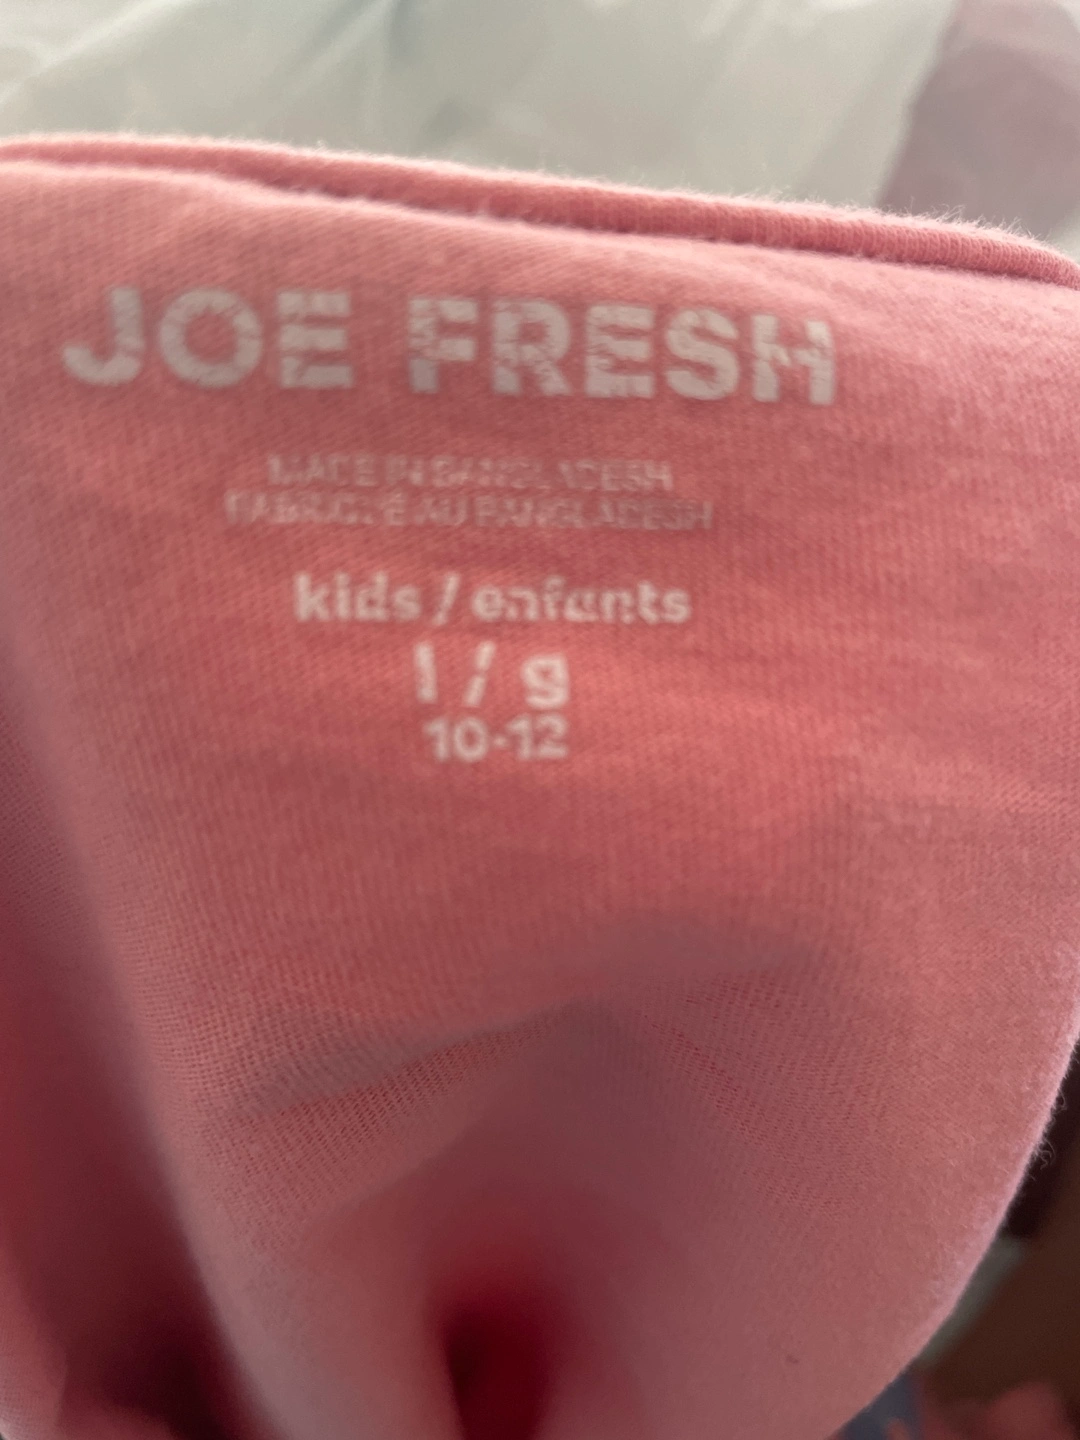 JOE FRESH
MADE IN BANGLADESH
FABRIQUÉ AU BANGLADESH
kids / enfants
l / g
10-12